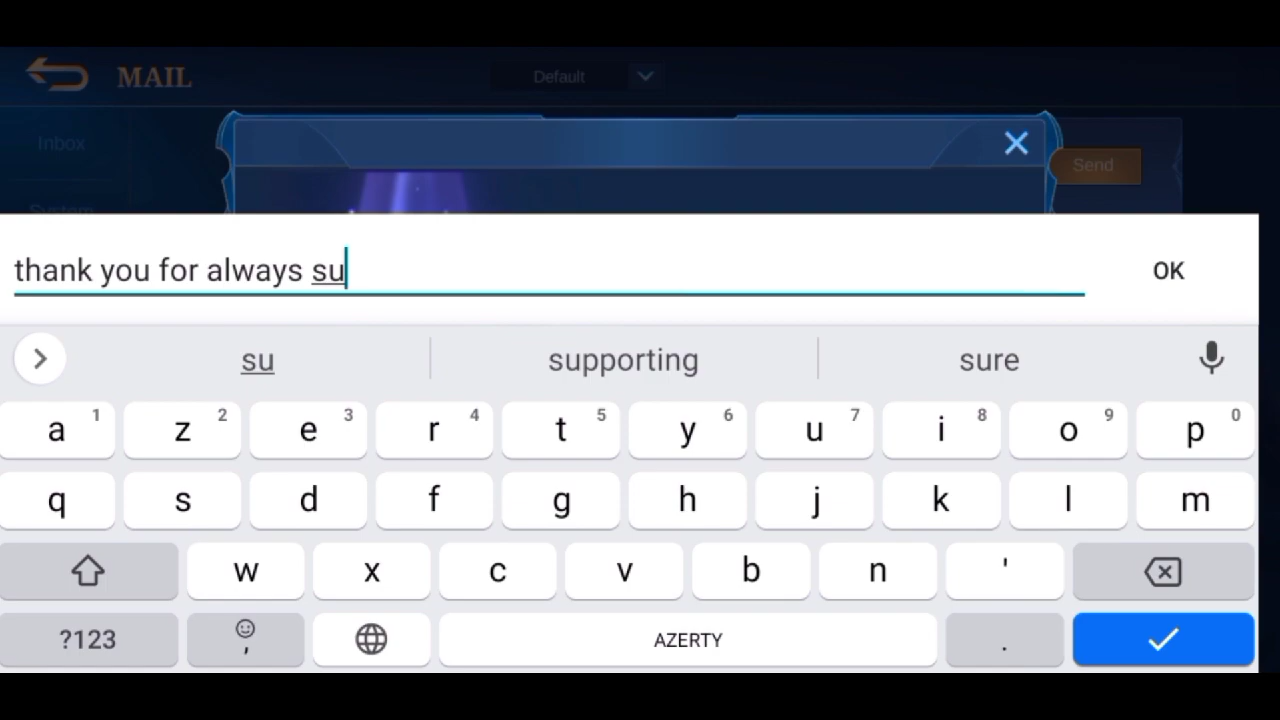 MAIL
Default
Inbox
Send
System
thank you for always su
OK
su supporting sure
a 1 z 2 e 3 r 4 t 5 y 6 u 7 i 8 o 9 p 0
q s d f g h j k l m
w x c v b n '
?123 , AZERTY .